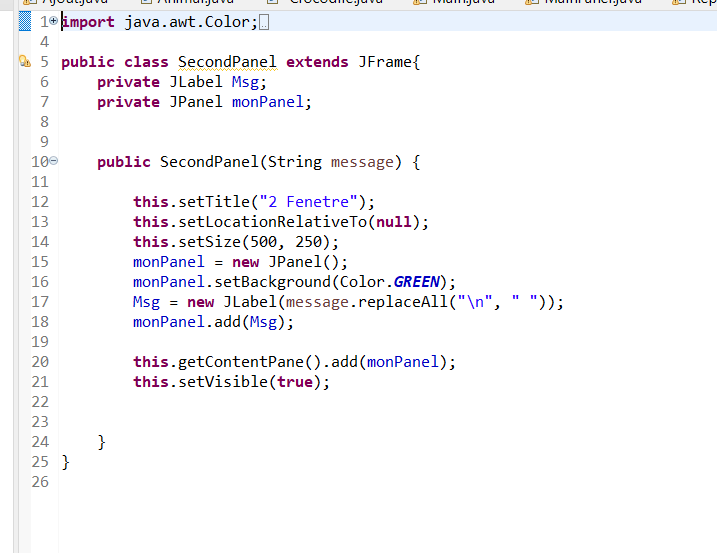 1 import java.awt.Color;
4
5 public class SecondPanel extends JFrame{
6 private JLabel Msg;
7 private JPanel monPanel;
8
9
10 public SecondPanel(String message) {
11
12 this.setTitle("2 Fenetre");
13 this.setLocationRelativeTo(null);
14 this.setSize(500, 250);
15 monPanel = new JPanel();
16 monPanel.setBackground(Color.GREEN);
17 Msg = new JLabel(message.replaceAll("\n", " "));
18 monPanel.add(Msg);
19
20 this.getContentPane().add(monPanel);
21 this.setVisible(true);
22
23
24 }
25 }
26